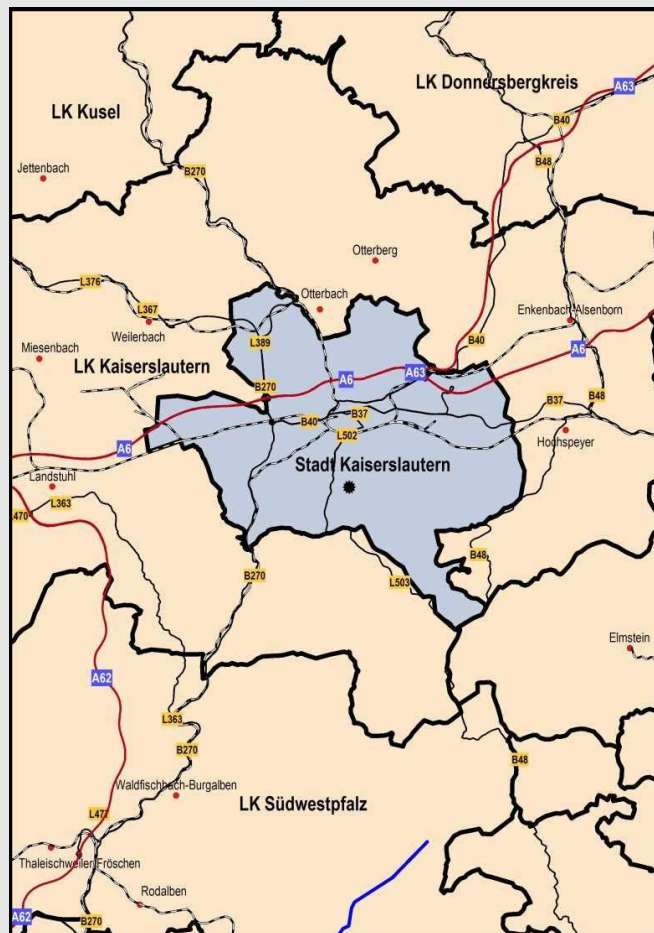 LK Donnersbergkreis
A63
LK Kusel
B40
B48
Jettenbach
B270
Otterberg
L376
L367
Otterbach
Enkenbach-Alsenborn
Weilerbach
L389
B40
Miesenbach
A6
LK Kaiserslautern
A63
A6
B270
B48
B37
B40
B37
L502
Hochspeyer
A6
Stadt Kaiserslautern
Landstuhl
L363
L470
B48
B270
L503
Elmstein
A62
L363
B270
B48
Waldfischbach-Burgalben
LK Südwestpfalz
L477
Thaleischweiler-Fröschen
Rodalben
A62
B270